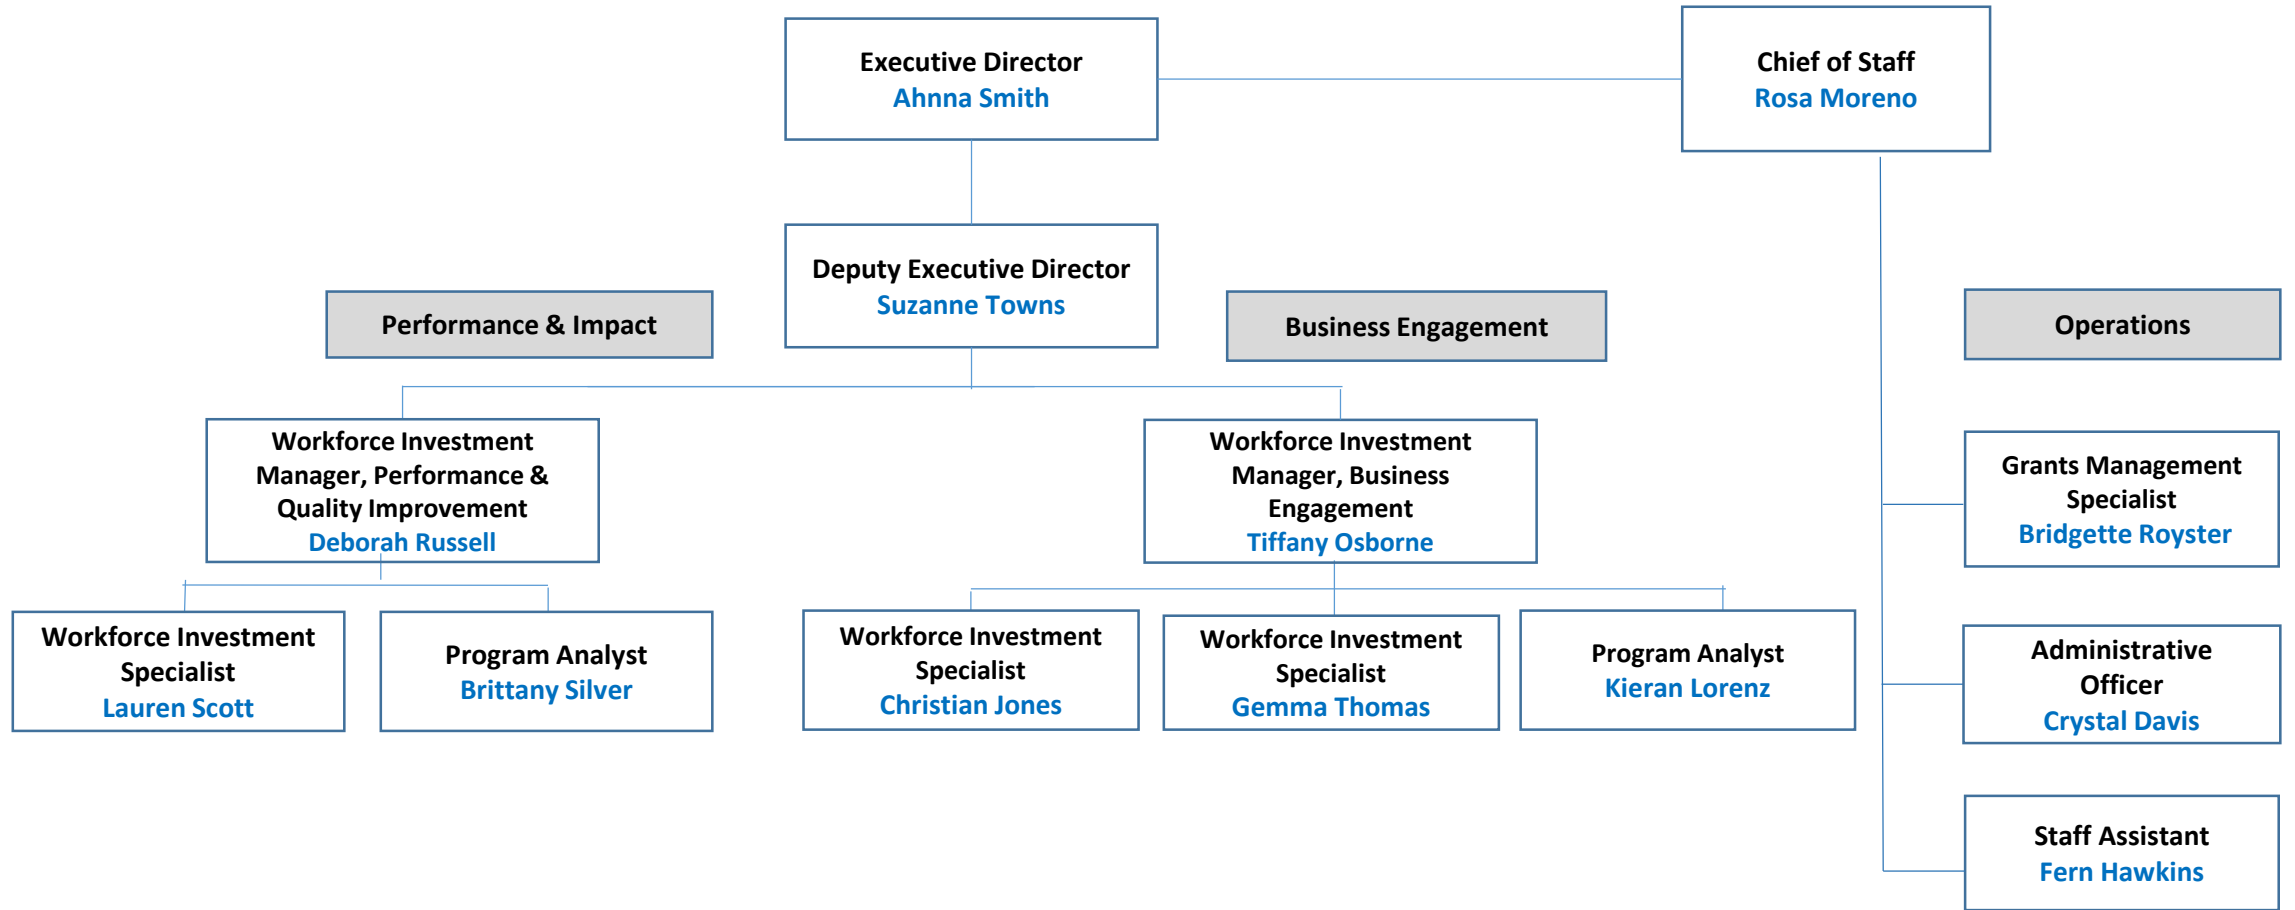 Executive Director
Ahnna Smith
Chief of Staff
Rosa Moreno
Deputy Executive Director
Suzanne Towns
Performance & Impact
Business Engagement
Operations
Workforce Investment
Manager, Performance &
Quality Improvement
Deborah Russell
Workforce Investment
Manager, Business
Engagement
Tiffany Osborne
Grants Management
Specialist
Bridgette Royster
Workforce Investment
Specialist
Lauren Scott
Program Analyst
Brittany Silver
Workforce Investment
Specialist
Christian Jones
Workforce Investment
Specialist
Gemma Thomas
Program Analyst
Kieran Lorenz
Administrative
Officer
Crystal Davis
Staff Assistant
Fern Hawkins